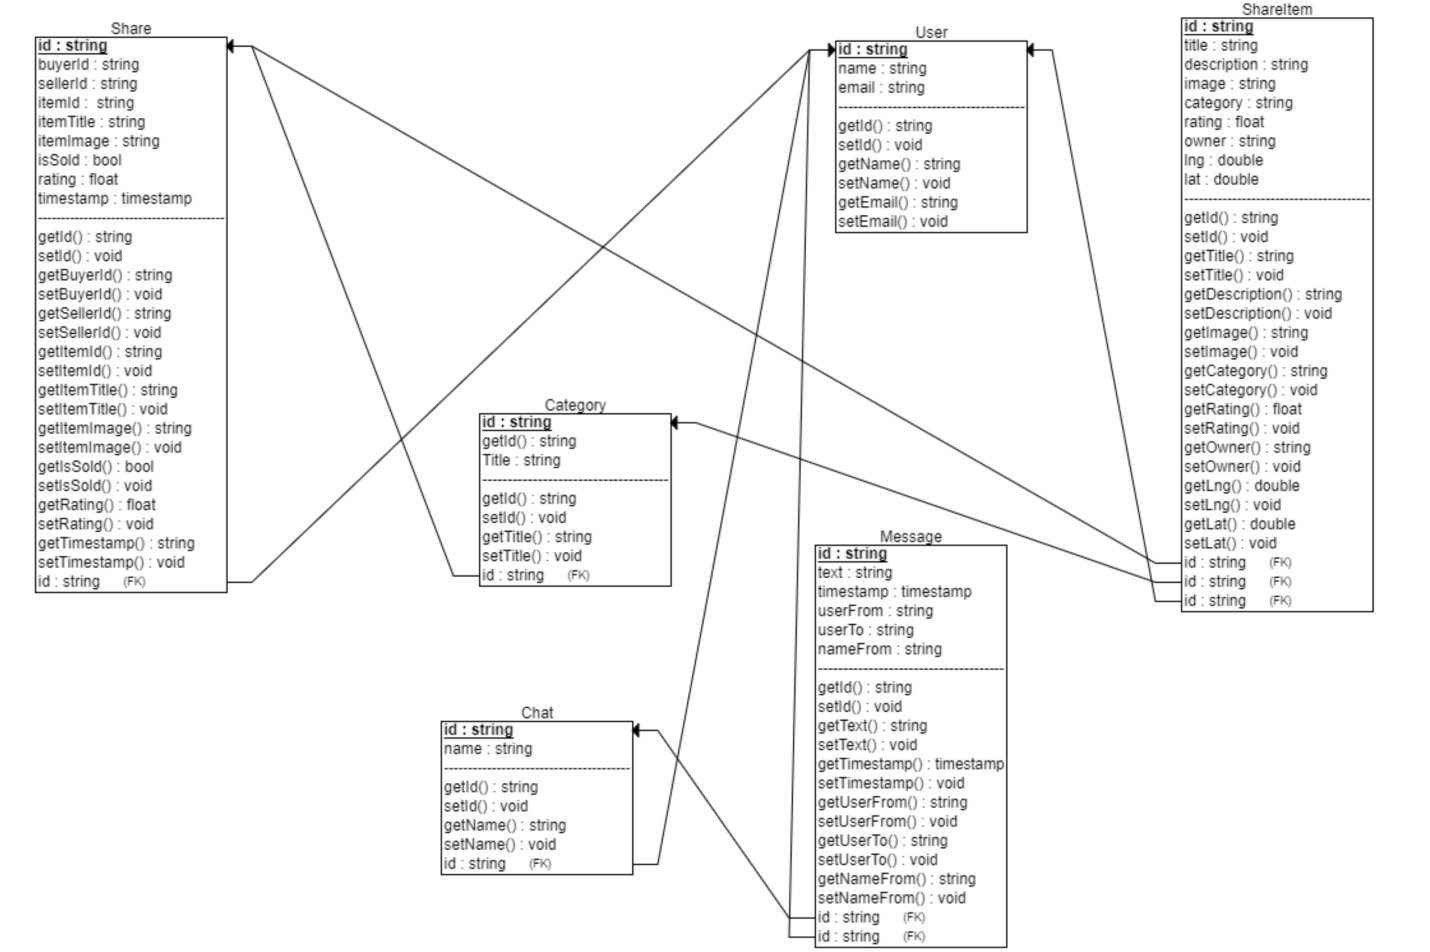 Share
id : string
buyerId : string
sellerId : string
itemId :  string
itemTitle : string
itemImage : string
isSold : bool
rating : float
timestamp : timestamp
getId() : string
setId() : void
getBuyerId() : string
setBuyerId() : void
getSellerId() : string
setSellerId() : void
getItemId() : string
setItemId() : void
getItemTitle() : string
setItemTitle() : void
getItemImage() : string
setItemImage() : void
getIsSold() : bool
setIsSold() : void
getRating() : float
setRating() : void
getTimestamp() : string
setTimestamp() : void
id : string (FK)
User
id : string
name : string
email : string
getId() : string
setId() : void
getName() : string
setName() : void
getEmail() : string
setEmail() : void
ShareItem
id : string
title : string
description : string
image : string
category : string
rating : float
owner : string
lng : double
lat : double
getId() : string
setId() : void
getTitle() : string
setTitle() : void
getDescription() : string
setDescription() : void
getImage() : string
setImage() : void
getCategory() : string
setCategory() : void
getRating() : float
setRating() : void
getOwner() : string
setOwner() : void
getLng() : double
setLng() : void
getLat() : double
setLat() : void
id : string (FK)
id : string (FK)
id : string (FK)
Category
id : string
getId() : string
Title : string
getId() : string
setId() : void
getTitle() : string
setTitle() : void
id : string (FK)
Message
id : string
text : string
timestamp : timestamp
userFrom : string
userTo : string
nameFrom : string
getId() : string
setId() : void
getText() : string
setText() : void
getTimestamp() : timestamp
setTimestamp() : void
getUserFrom() : string
setUserFrom() : void
getUserTo() : string
setUserTo() : void
getNameFrom() : string
setNameFrom() : void
id : string (FK)
id : string (FK)
Chat
id : string
name : string
getId() : string
setId() : void
getName() : string
setName() : void
id : string (FK)